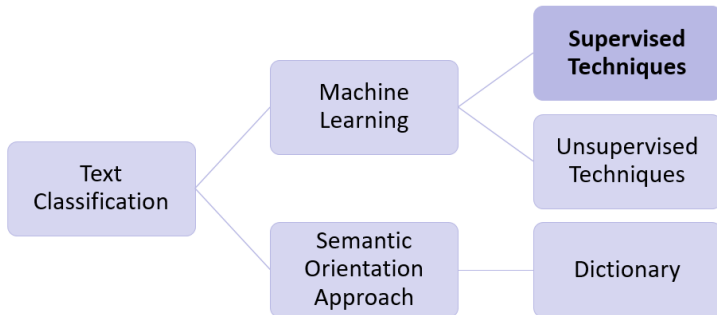 Text
Classification
Machine
Learning
Semantic
Orientation
Approach
Supervised
Techniques
Unsupervised
Techniques
Dictionary